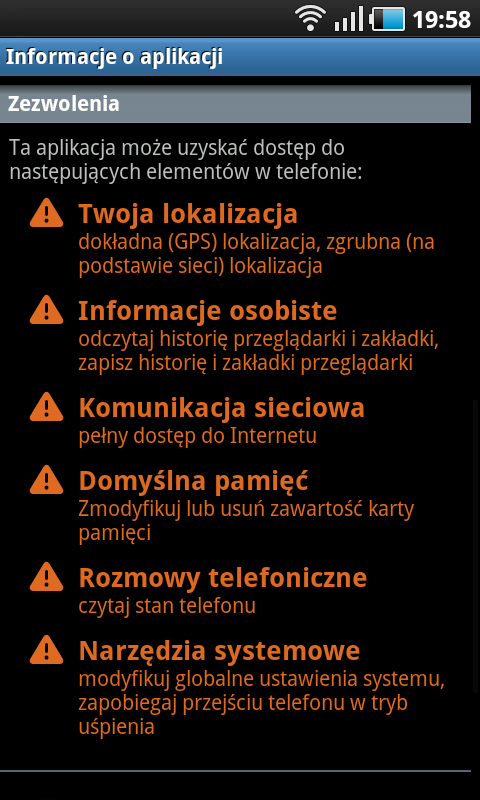 19:58
Informacje o aplikacji
Zezwolenia
Ta aplikacja może uzyskać dostęp do
następujących elementów w telefonie:
Twoja lokalizacja
dokładna (GPS) lokalizacja, zgrubna (na
podstawie sieci) lokalizacja
Informacje osobiste
odczytaj historię przeglądarki i zakładki,
zapisz historię i zakładki przeglądarki
Komunikacja sieciowa
pełny dostęp do Internetu
Domyślna pamięć
Zmodyfikuj lub usuń zawartość karty
pamięci
Rozmowy telefoniczne
czytaj stan telefonu
Narzędzia systemowe
modyfikuj globalne ustawienia systemu,
zapobiegaj przejściu telefonu w tryb
uśpienia